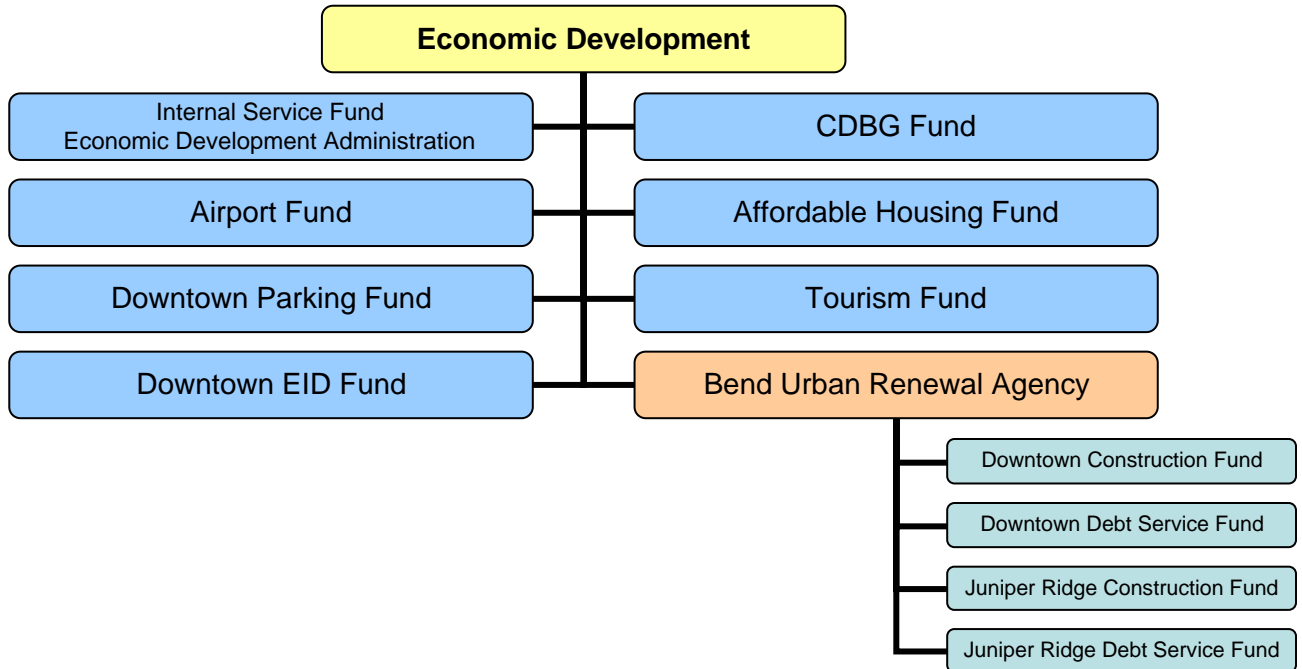 Economic Development
Internal Service Fund
Economic Development Administration
CDBG Fund
Airport Fund
Affordable Housing Fund
Downtown Parking Fund
Tourism Fund
Downtown EID Fund
Bend Urban Renewal Agency
Downtown Construction Fund
Downtown Debt Service Fund
Juniper Ridge Construction Fund
Juniper Ridge Debt Service Fund